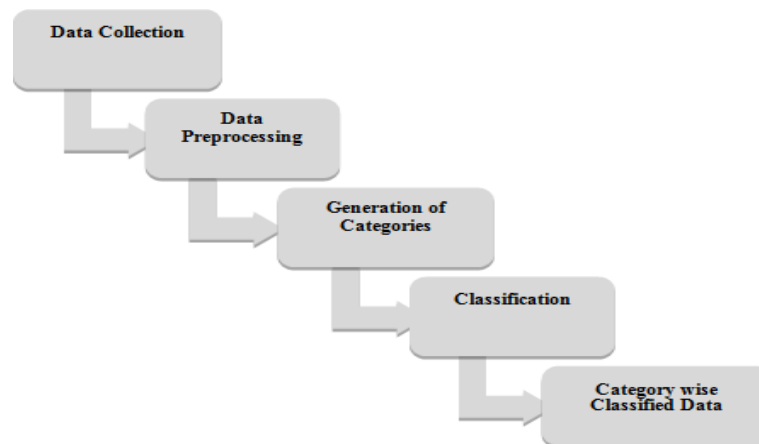 Data Collection
Data
Preprocessing
Generation of
Categories
Classification
Category wise
Classified Data